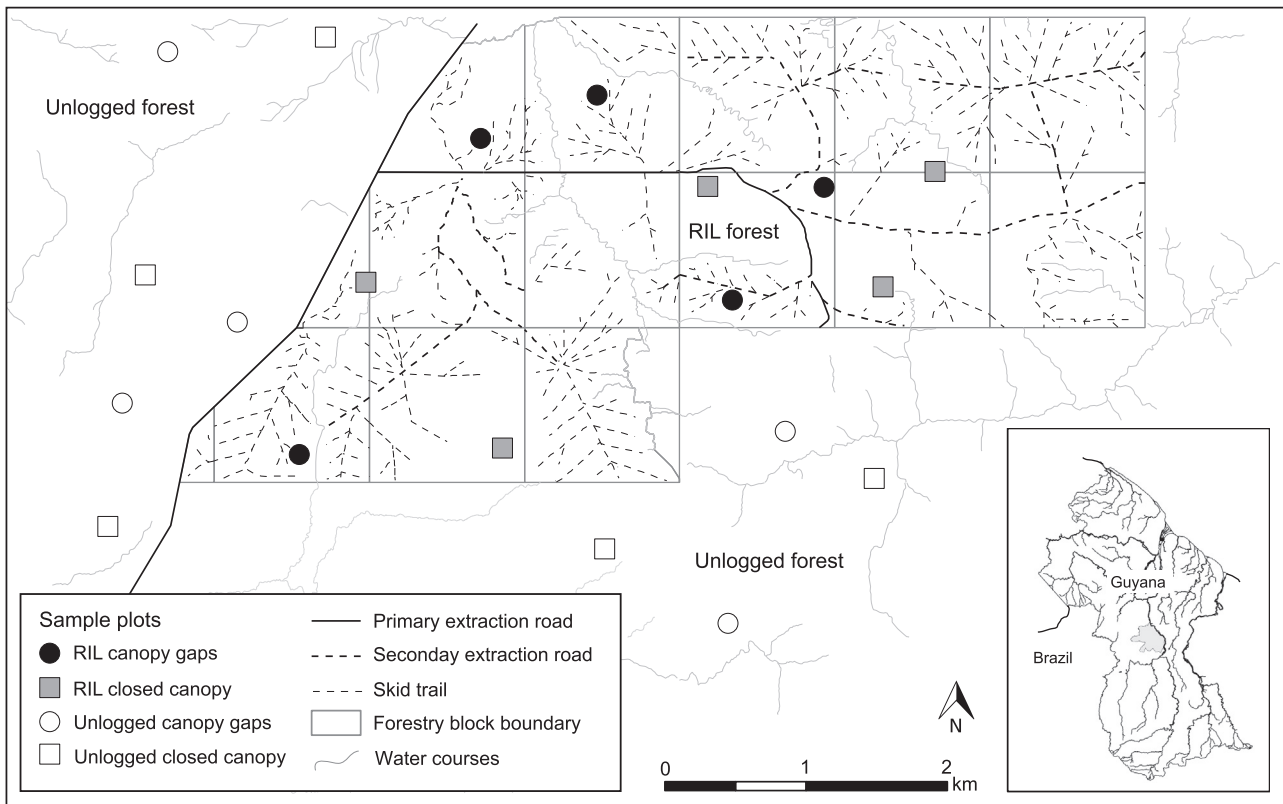 Unlogged forest
RIL forest
Unlogged forest
Sample plots
RIL canopy gaps
RIL closed canopy
Unlogged canopy gaps
Unlogged closed canopy
Primary extraction road
Seconday extraction road
Skid trail
Forestry block boundary
Water courses
N
0 1 2
km
Guyana
Brazil